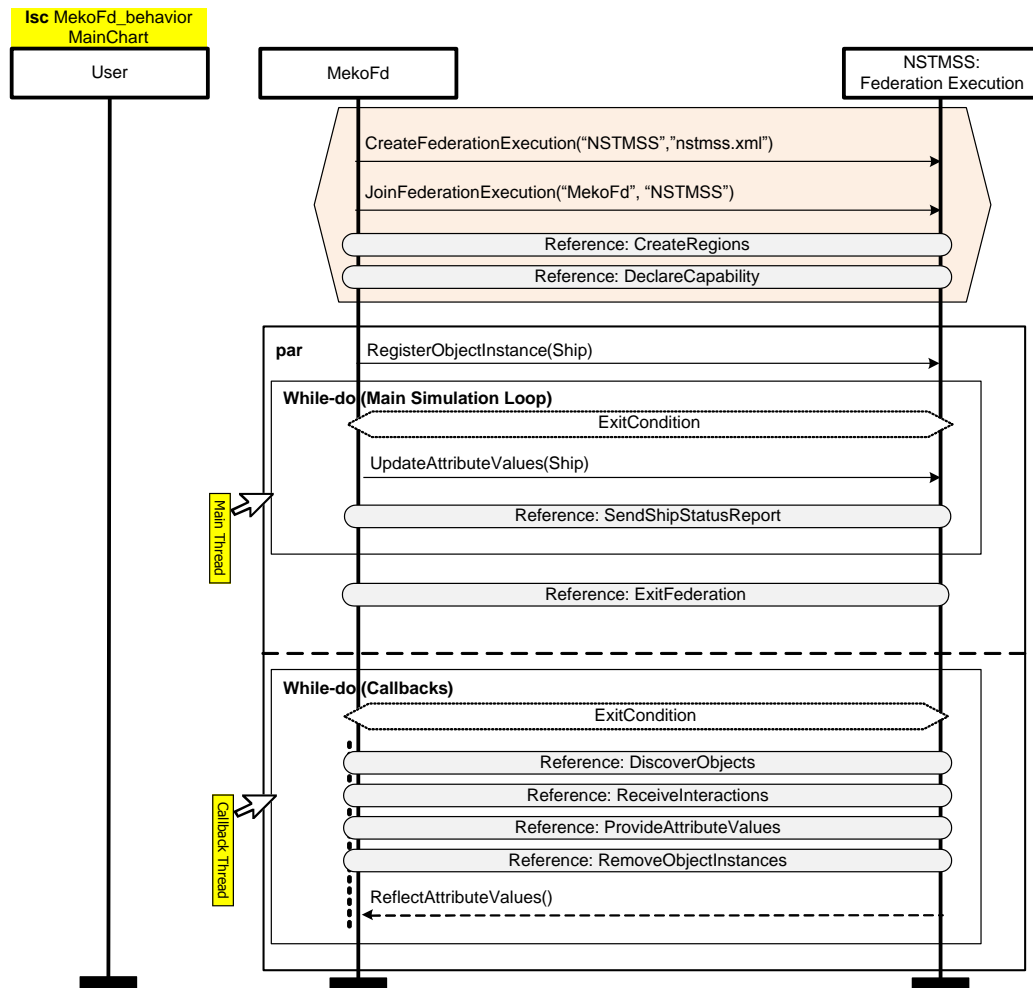 lsc MekoFd_behavior
MainChart
User
MekoFd
NSTMSS:
Federation Execution
CreateFederationExecution(“NSTMSS”,”nstmss.xml”)
JoinFederationExecution(“MekoFd”, “NSTMSS”)
Reference: CreateRegions
Reference: DeclareCapability
par
RegisterObjectInstance(Ship)
While-do (Main Simulation Loop)
ExitCondition
UpdateAttributeValues(Ship)
Main Thread
Reference: SendShipStatusReport
Reference: ExitFederation
While-do (Callbacks)
ExitCondition
Reference: DiscoverObjects
Reference: ReceiveInteractions
Callback Thread
Reference: ProvideAttributeValues
Reference: RemoveObjectInstances
ReflectAttributeValues()